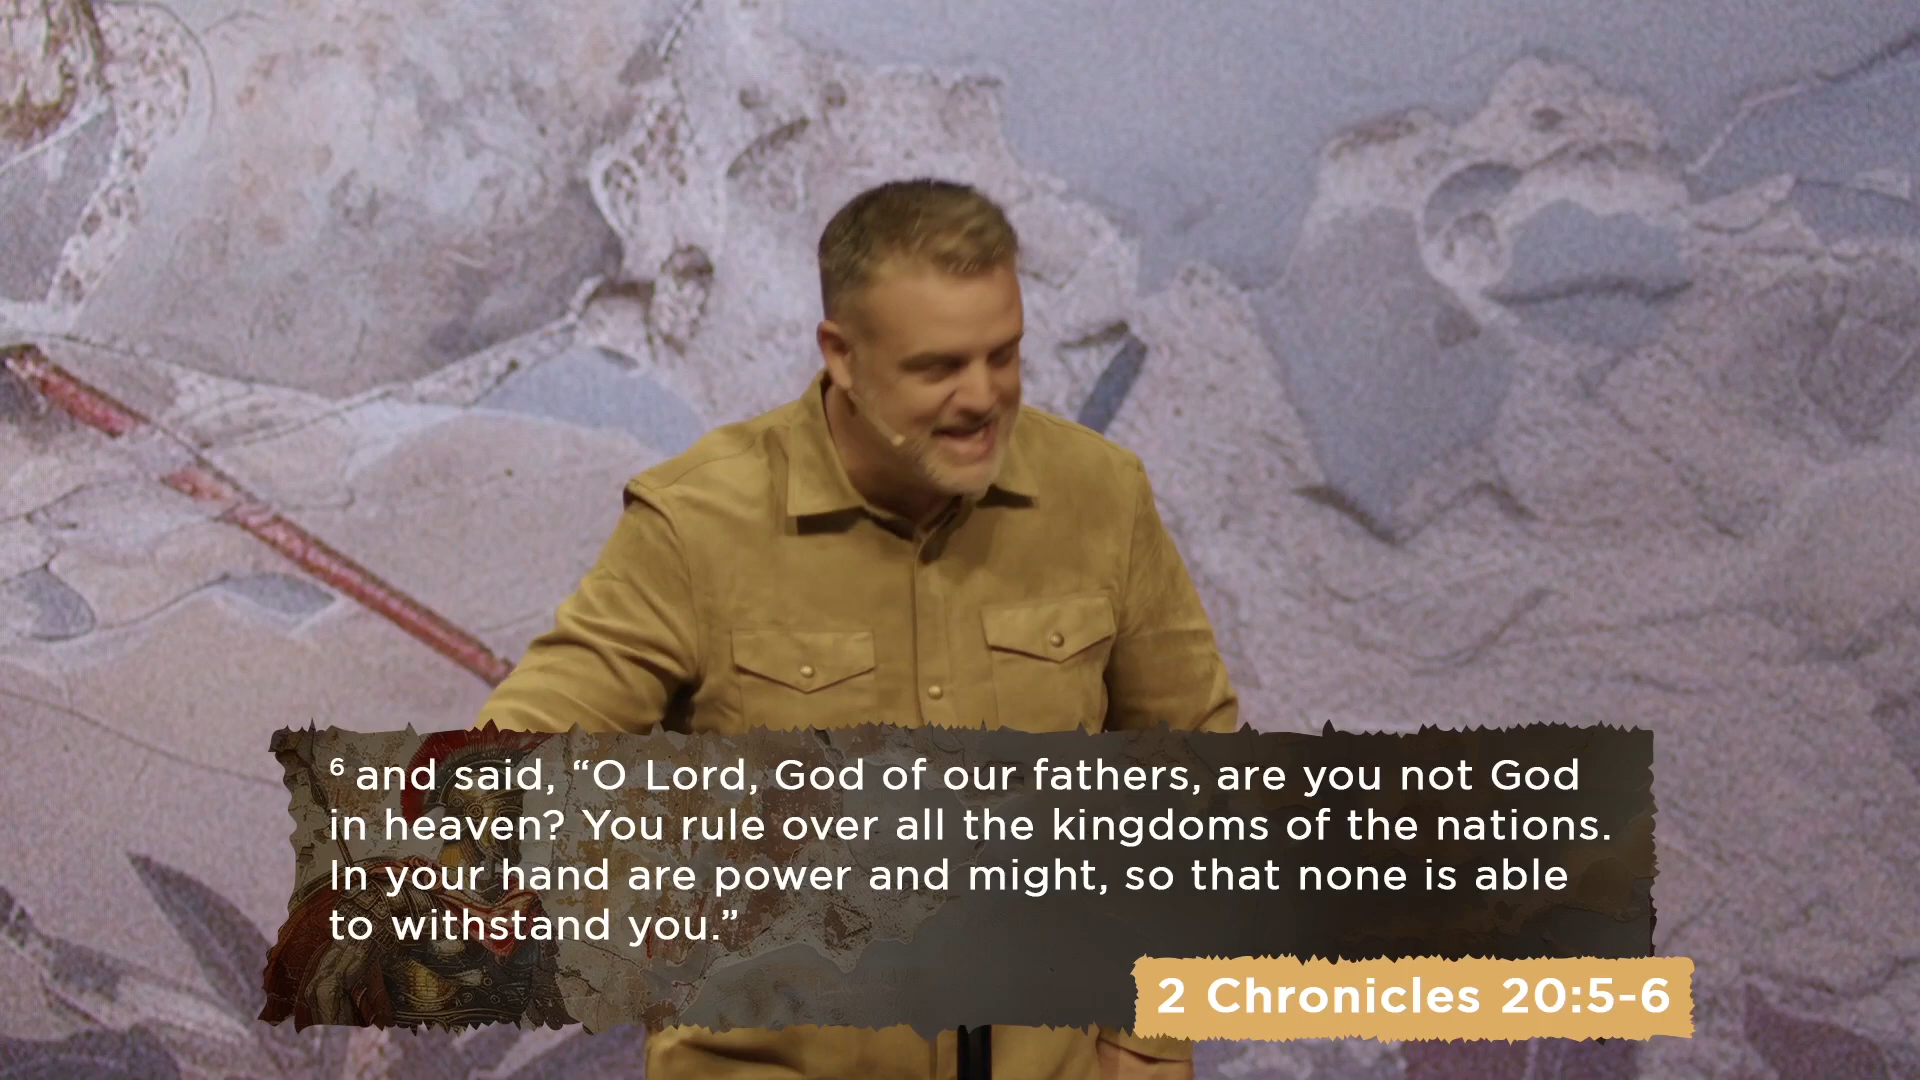 ⁶ and said, “O Lord, God of our fathers, are you not God
in heaven? You rule over all the kingdoms of the nations.
In your hand are power and might, so that none is able
to withstand you.”
2 Chronicles 20:5-6